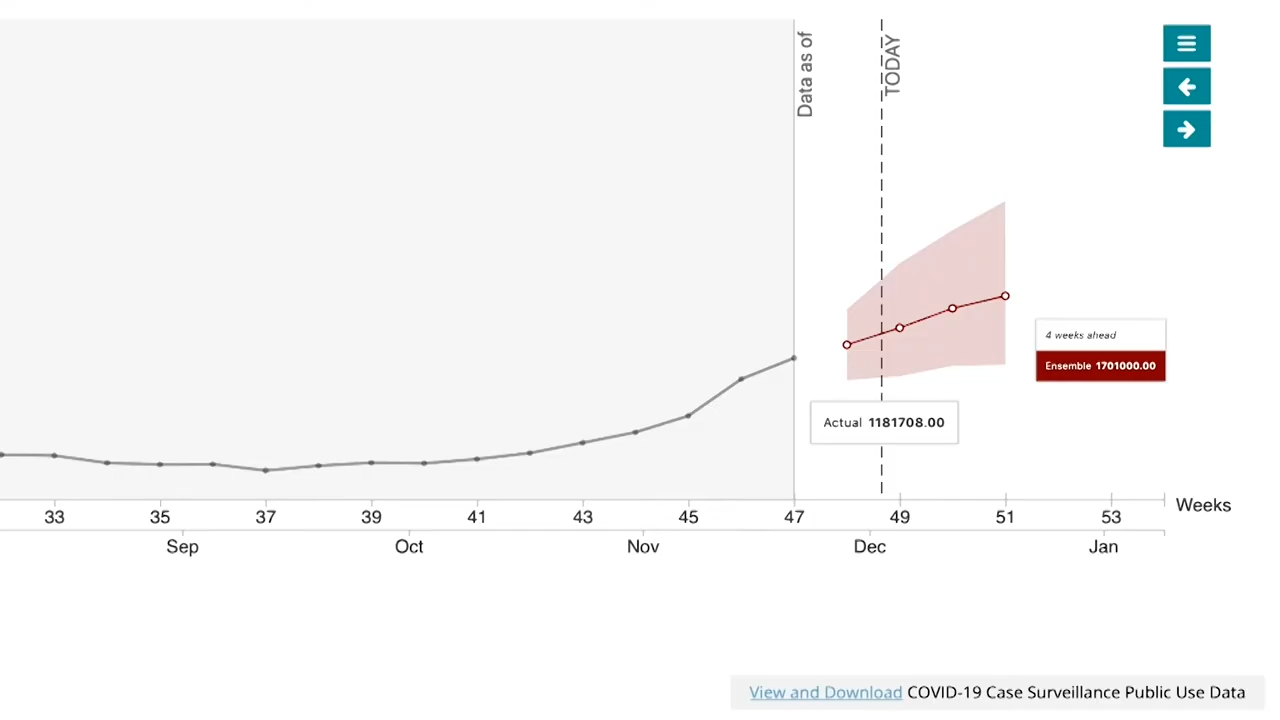 Data as of
TODAY
4 weeks ahead
Ensemble 1701000.00
Actual 1181708.00
33 35 37 39 41 43 45 47 49 51 53 Weeks
Sep Oct Nov Dec Jan
View and Download COVID-19 Case Surveillance Public Use Data